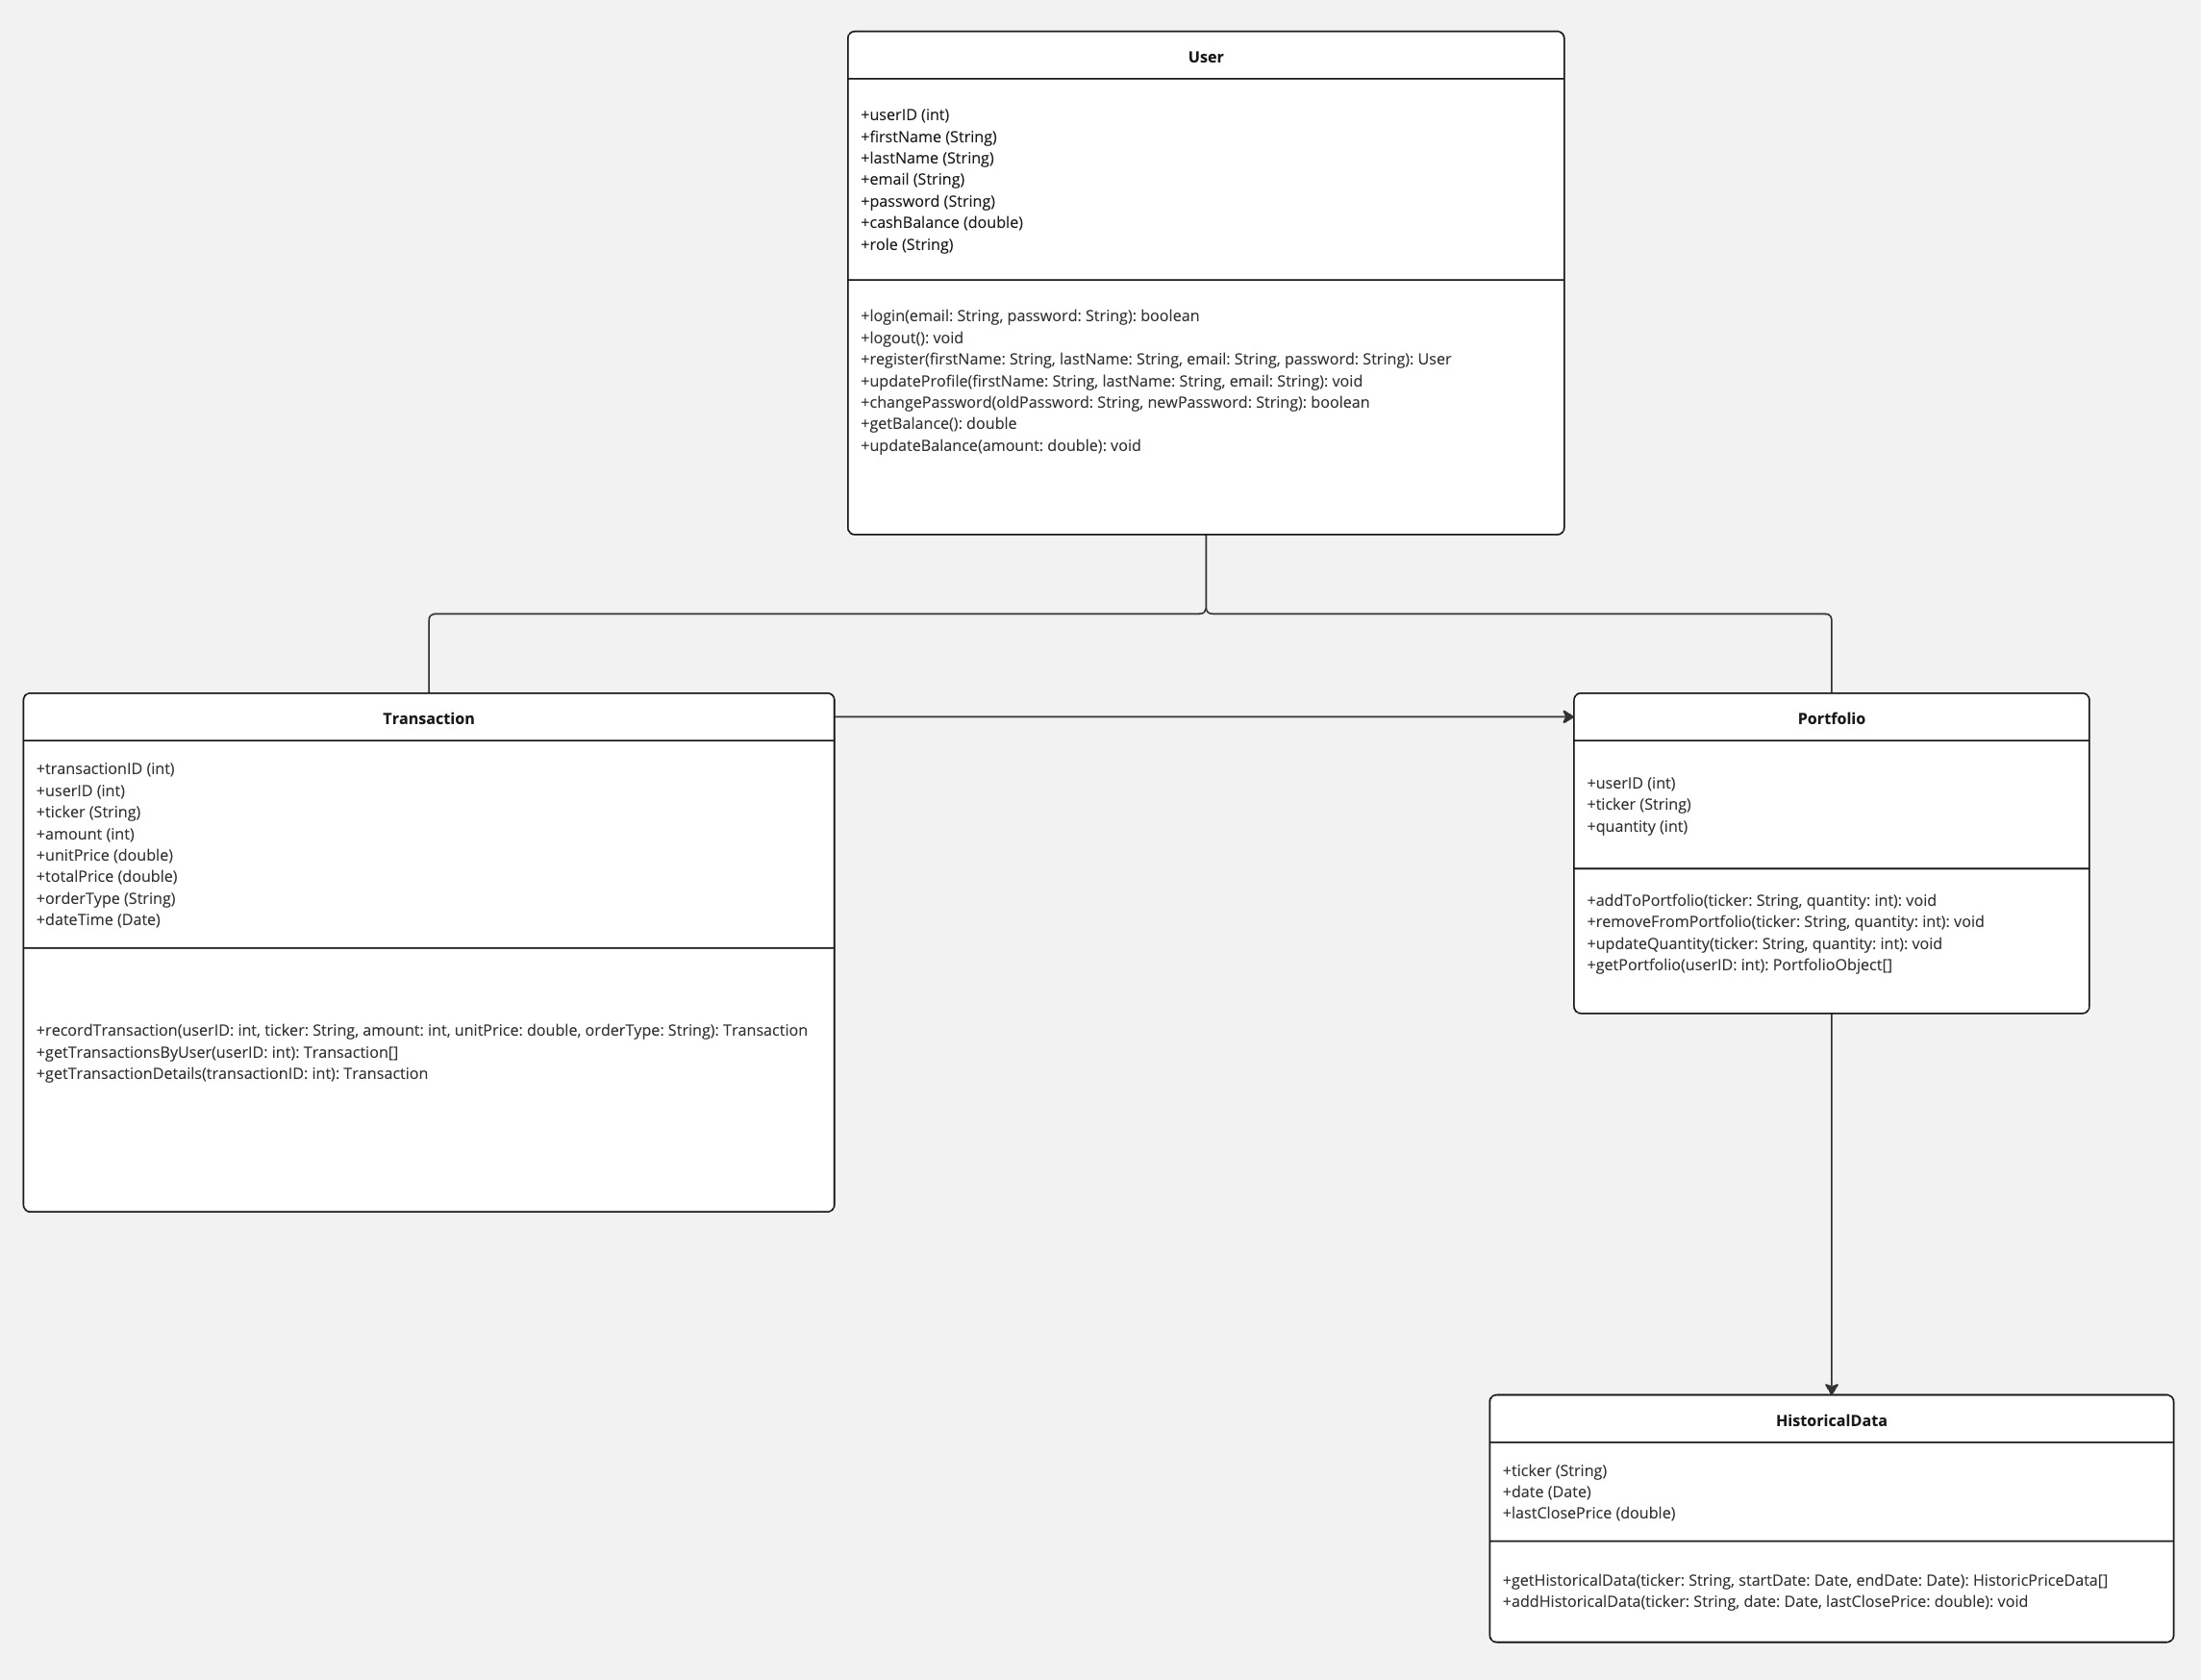 User
+userID (int)
+firstName (String)
+lastName (String)
+email (String)
+password (String)
+cashBalance (double)
+role (String)
+login(email: String, password: String): boolean
+logout(): void
+register(firstName: String, lastName: String, email: String, password: String): User
+updateProfile(firstName: String, lastName: String, email: String): void
+changePassword(oldPassword: String, newPassword: String): boolean
+getBalance(): double
+updateBalance(amount: double): void
Transaction
+transactionID (int)
+userID (int)
+ticker (String)
+amount (int)
+unitPrice (double)
+totalPrice (double)
+orderType (String)
+dateTime (Date)
+recordTransaction(userID: int, ticker: String, amount: int, unitPrice: double, orderType: String): Transaction
+getTransactionsByUser(userID: int): Transaction[]
+getTransactionDetails(transactionID: int): Transaction
Portfolio
+userID (int)
+ticker (String)
+quantity (int)
+addToPortfolio(ticker: String, quantity: int): void
+removeFromPortfolio(ticker: String, quantity: int): void
+updateQuantity(ticker: String, quantity: int): void
+getPortfolio(userID: int): PortfolioObject[]
HistoricalData
+ticker (String)
+date (Date)
+lastClosePrice (double)
+getHistoricalData(ticker: String, startDate: Date, endDate: Date): HistoricPriceData[]
+addHistoricalData(ticker: String, date: Date, lastClosePrice: double): void